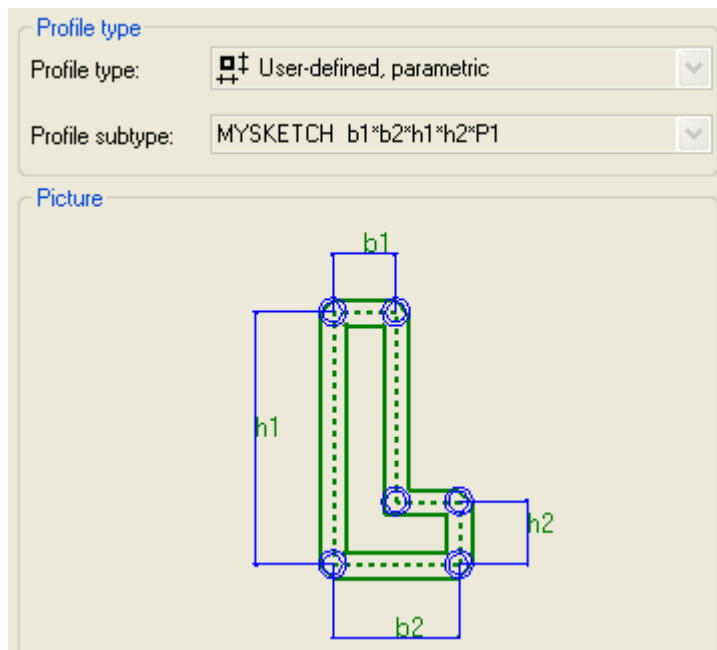 Profile type
Profile type: User-defined, parametric
Profile subtype: MYSKETCH b1*b2*h1*h2*P1
Picture
b1
h1
h2
b2